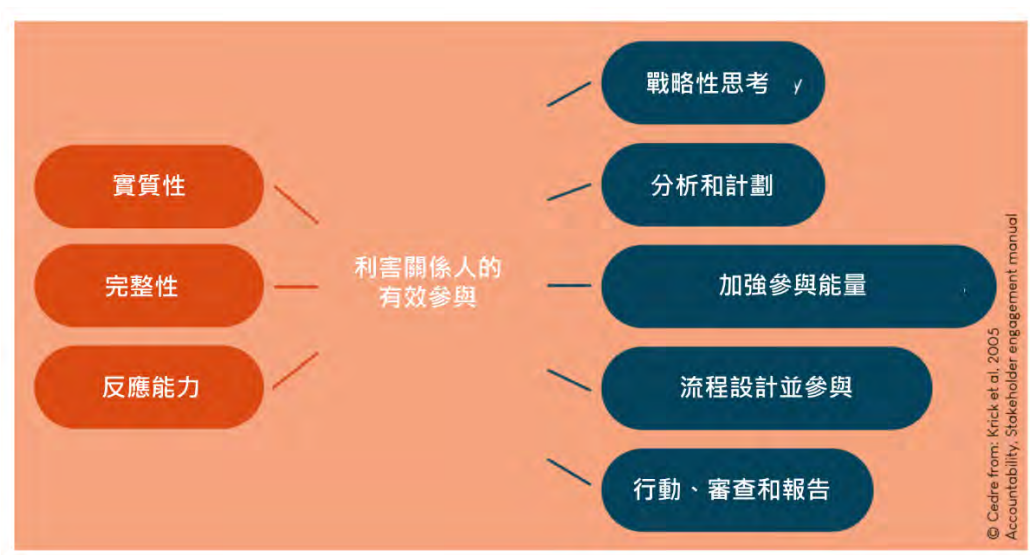 實質性
完整性
反應能力
利害關係人的
有效參與
戰略性思考 y
分析和計劃
加強參與能量
流程設計並參與
行動、審查和報告
© Cedre from: Krick et al, 2005
Accountability, Stakeholder engagement manual